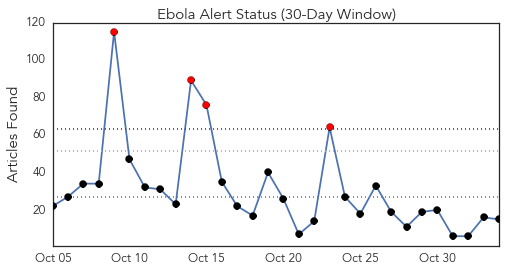 Ebola Alert Status (30-Day Window)
Articles Found
120
100
80
60
40
20
Oct 05
Oct 10
Oct 15
Oct 20
Oct 25
Oct 30